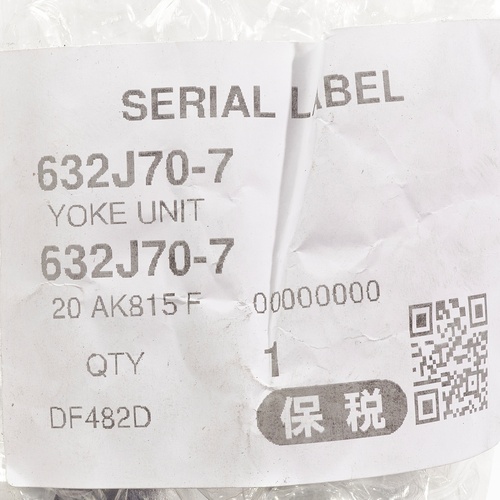 SERIAL LABEL
632J70-7
YOKE UNIT
632J70-7
20 AK815 F 00000000
QTY 1
DF482D 保税